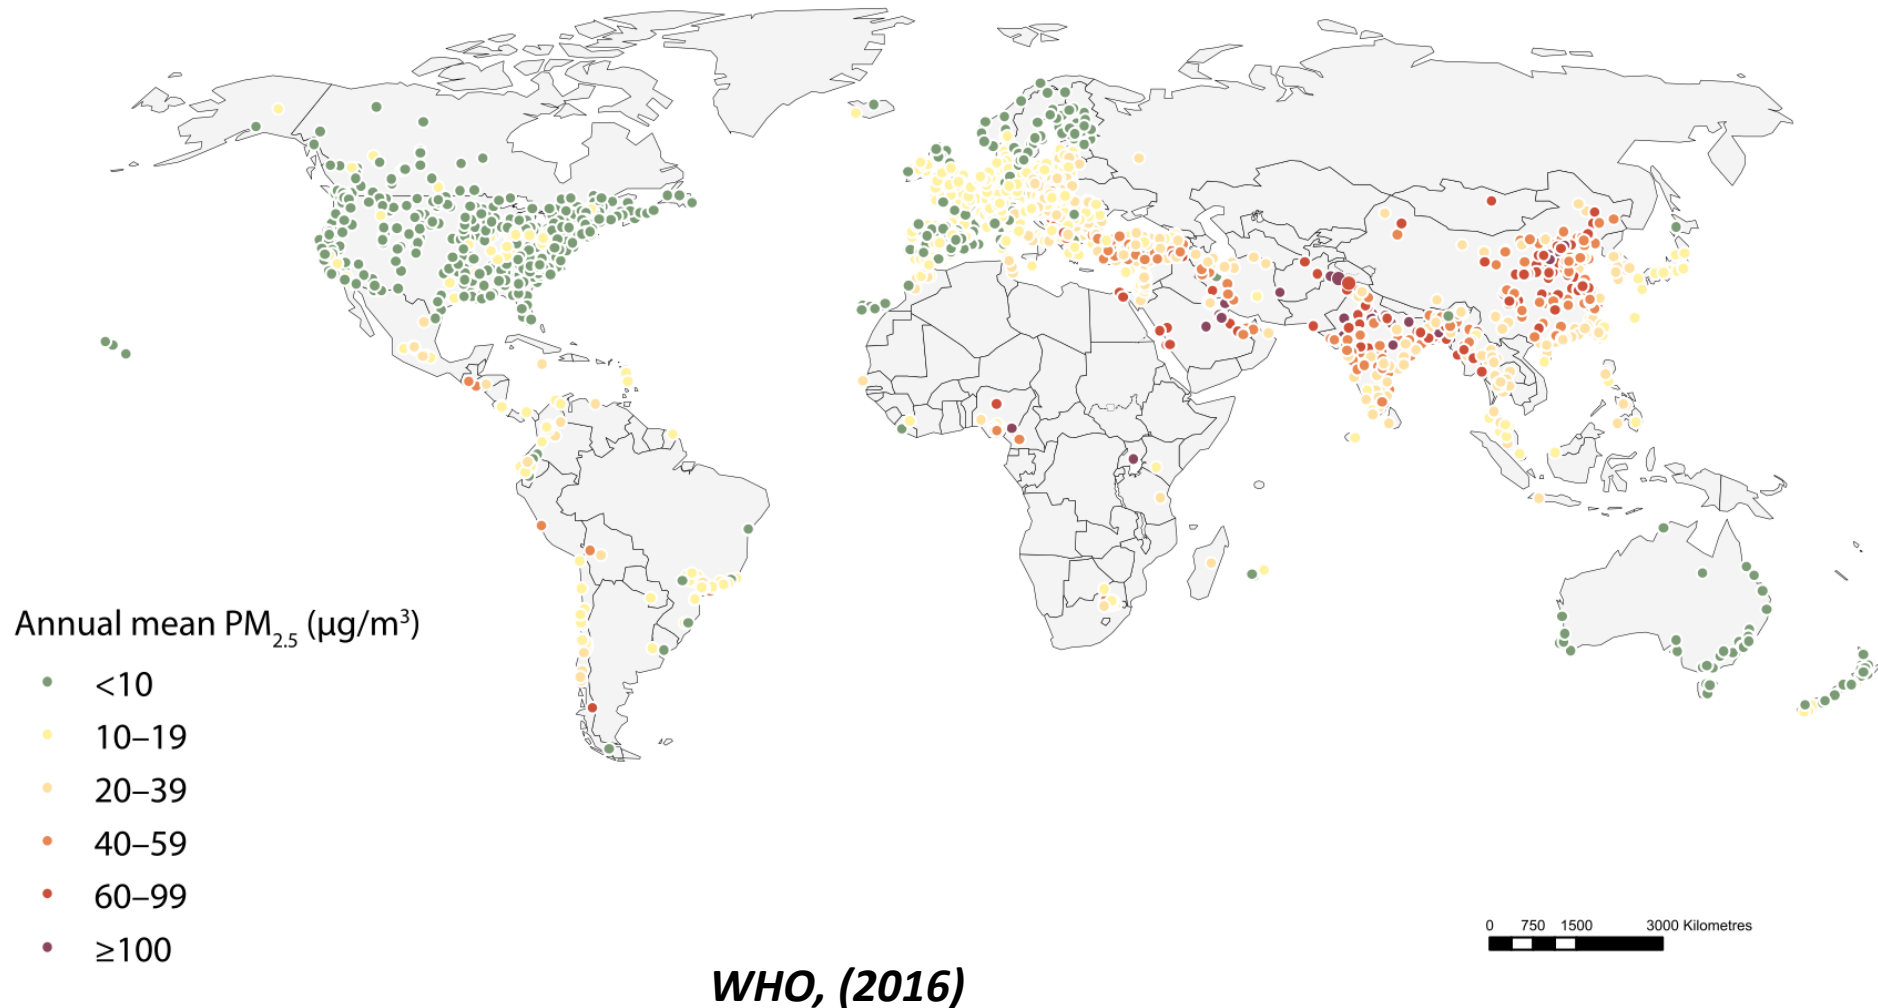 Annual mean PM2.5 (µg/m³)
<10
10–19
20–39
40–59
60–99
≥100
0 750 1500 3000 Kilometres
WHO, (2016)